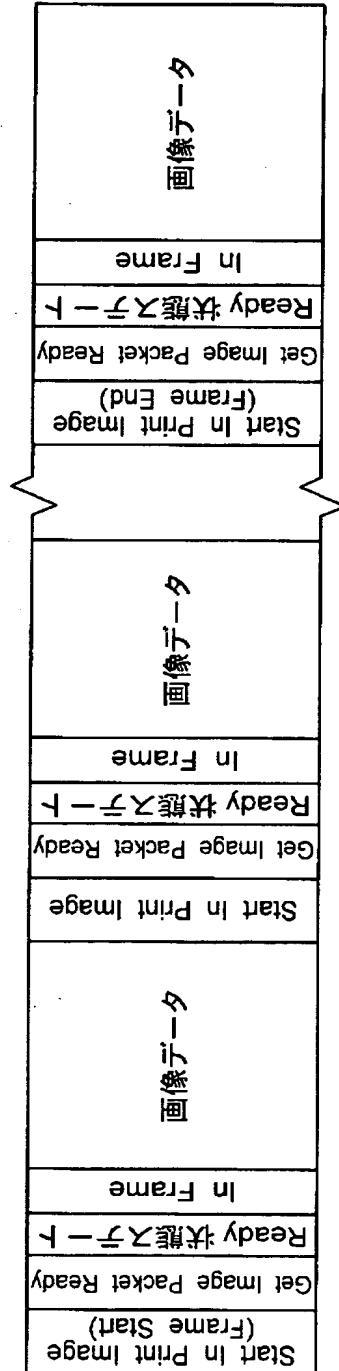 Start In Print Image
(Frame Start)
Get Image Packet Ready
Ready 状態ステート
In Frame
画像データ
Start In Print Image
Get Image Packet Ready
Ready 状態ステート
In Frame
画像データ
Start In Print Image
(Frame End)
Get Image Packet Ready
Ready 状態ステート
In Frame
画像データ